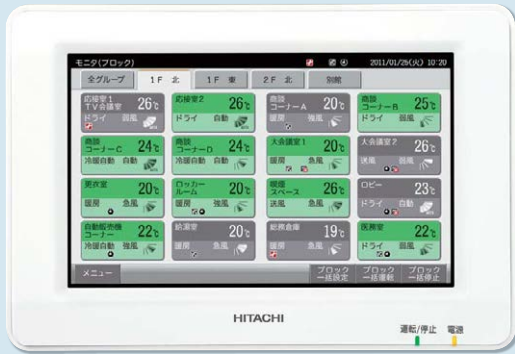 モニタ(ブロック)
2011/01/25(火) 10:20
全グループ
1F 北
1F 東
2F 北
別館
応接室1
TV会議室
26℃
ドライ 弱風
応接室2
26℃
ドライ 自動
商談
コーナーA
20℃
暖房 強風
商談
コーナーB
25℃
ドライ 弱風
商談
コーナーC
24℃
冷暖自動 自動
商談
コーナーD
24℃
冷暖自動 自動
大会議室1
20℃
暖房 急風
大会議室2
26℃
送風 急風
更衣室
20℃
暖房 急風
ロッカー
ルーム
20℃
暖房 強風
喫煙
スペース
26℃
送風 急風
ロビー
23℃
ドライ 自動
自動販売機
コーナー
22℃
冷暖自動 強風
給湯室
20℃
暖房 急風
総務倉庫
19℃
暖房 急風
医務室
22℃
ドライ 弱風
メニュー
ブロック
一括設定
ブロック
一括運転
ブロック
一括停止
HITACHI
運転/停止
電源